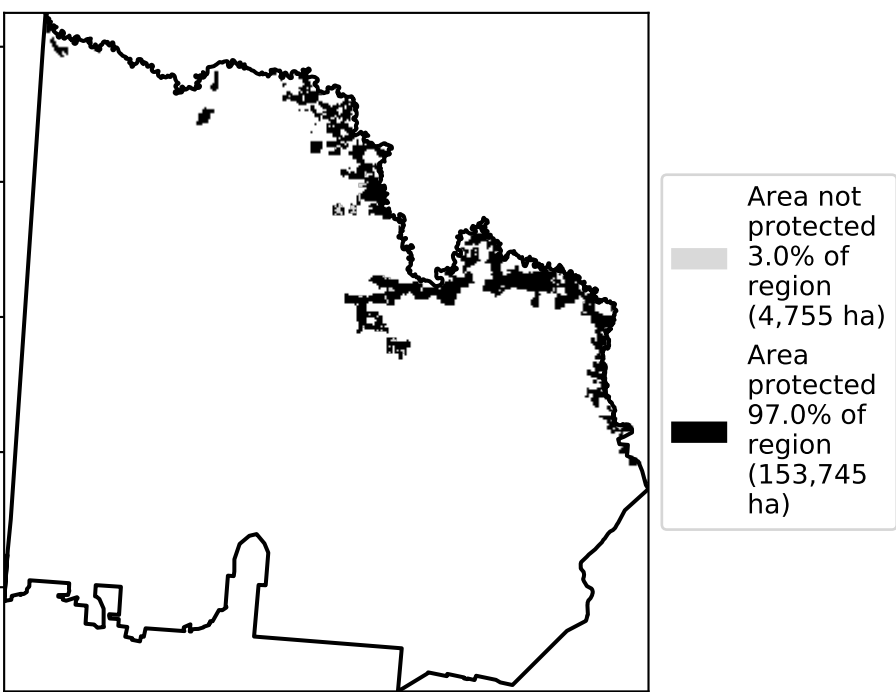 Area not
protected
3.0% of
region
(4,755 ha)
Area
protected
97.0% of
region
(153,745
ha)